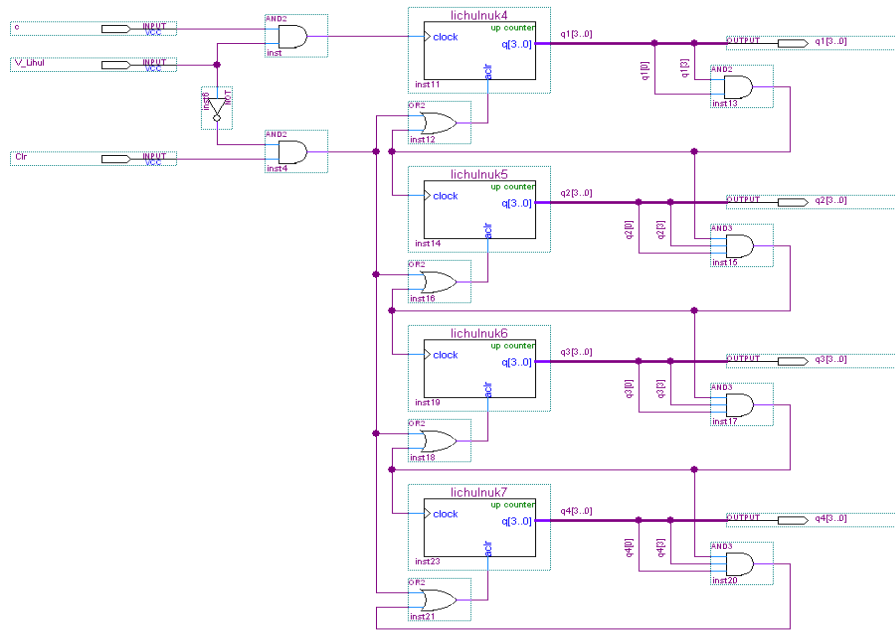 c
INPUT
VCC
AND2
inst
V_Lihul
INPUT
VCC
inst6
NOT
Clr
INPUT
VCC
AND2
inst4
lichulnuk4
up counter
clock
q[3..0]
aclr
inst11
OR2
inst12
q1[3..0]
q1[0]
q1[3]
AND2
inst13
OUTPUT
q1[3..0]
lichulnuk5
up counter
clock
q[3..0]
aclr
inst14
OR2
inst16
q2[3..0]
q2[0]
q2[3]
AND3
inst15
OUTPUT
q2[3..0]
lichulnuk6
up counter
clock
q[3..0]
aclr
inst19
OR2
inst18
q3[3..0]
q3[0]
q3[3]
AND3
inst17
OUTPUT
q3[3..0]
lichulnuk7
up counter
clock
q[3..0]
aclr
inst23
OR2
inst21
q4[3..0]
q4[0]
q4[3]
AND3
inst20
OUTPUT
q4[3..0]